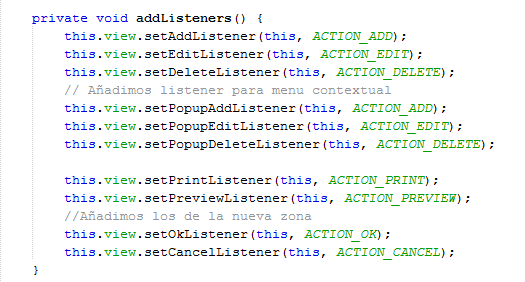 private void addListeners() {
this.view.setAddListener(this, ACTION_ADD);
this.view.setEditListener(this, ACTION_EDIT);
this.view.setDeleteListener(this, ACTION_DELETE);
// Añadimos listener para menu contextual
this.view.setPopupAddListener(this, ACTION_ADD);
this.view.setPopupEditListener(this, ACTION_EDIT);
this.view.setPopupDeleteListener(this, ACTION_DELETE);
this.view.setPrintListener(this, ACTION_PRINT);
this.view.setPreviewListener(this, ACTION_PREVIEW);
//Añadimos los de la nueva zona
this.view.setOkListener(this, ACTION_OK);
this.view.setCancelListener(this, ACTION_CANCEL);
}